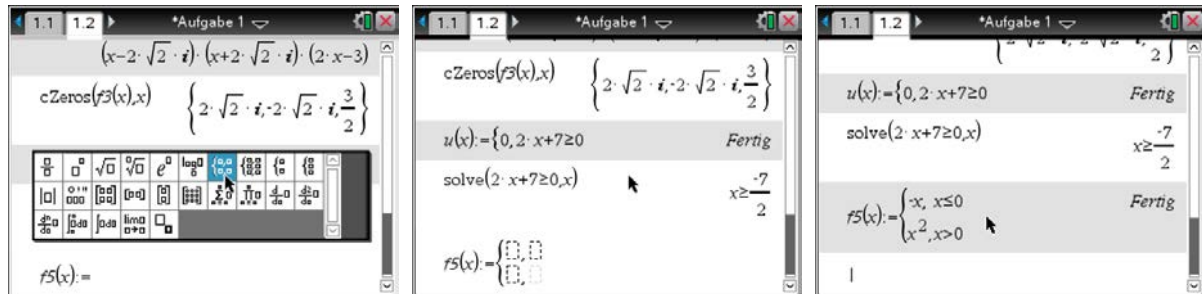 1.1 1.2 *Aufgabe 1
(x-2·√2·i)·(x+2·√2·i)·(2·x-3)
cZeros(f3(x),x) {2·√2·i,-2·√2·i,3/2}
f5(x):=
1.1 1.2 *Aufgabe 1
cZeros(f3(x),x) {2·√2·i,-2·√2·i,3/2}
u(x):={0, 2·x+7≥0 Fertig
solve(2·x+7≥0,x) x≥-7/2
f5(x):={
1.1 1.2 *Aufgabe 1
u(x):={0, 2·x+7≥0 Fertig
solve(2·x+7≥0,x) x≥-7/2
f5(x):={-x, x≤0 Fertig
x²,x>0